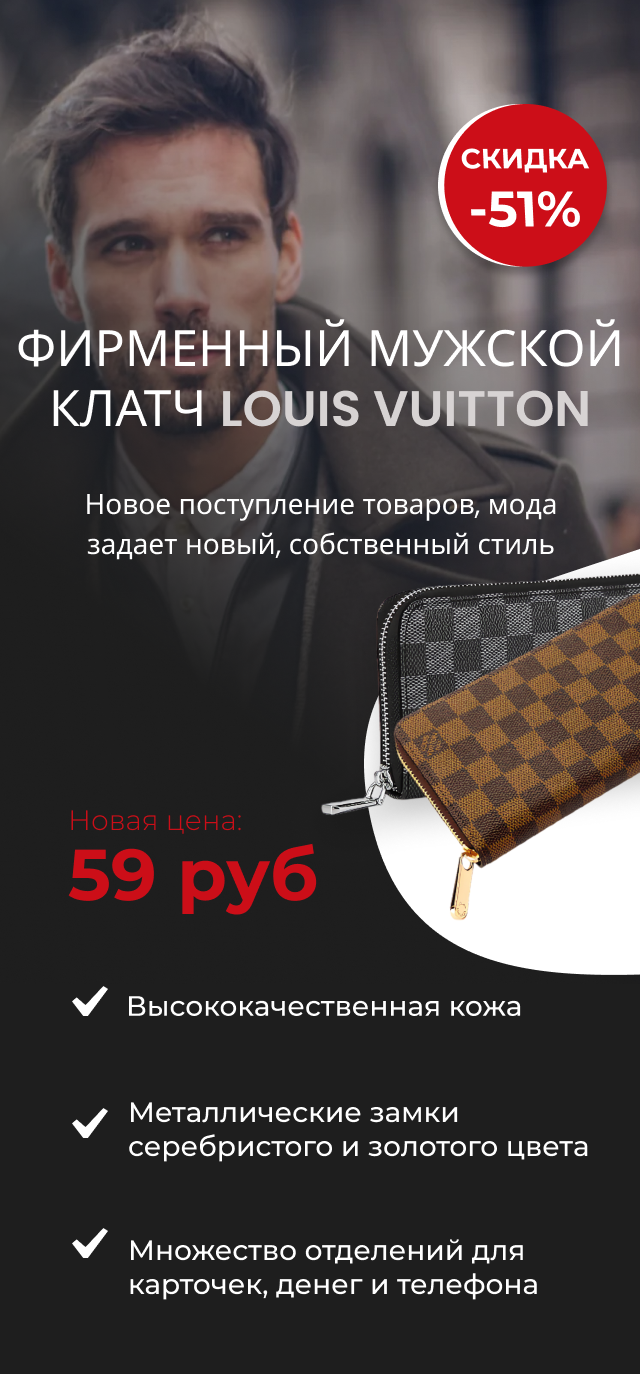 СКИДКА
-51%
ФИРМЕННЫЙ МУЖСКОЙ
КЛАТЧ LOUIS VUITTON
Новое поступление товаров, мода
задает новый, собственный стиль
Новая цена:
59 руб
Высококачественная кожа
Металлические замки
серебристого и золотого цвета
Множество отделений для
карточек, денег и телефона